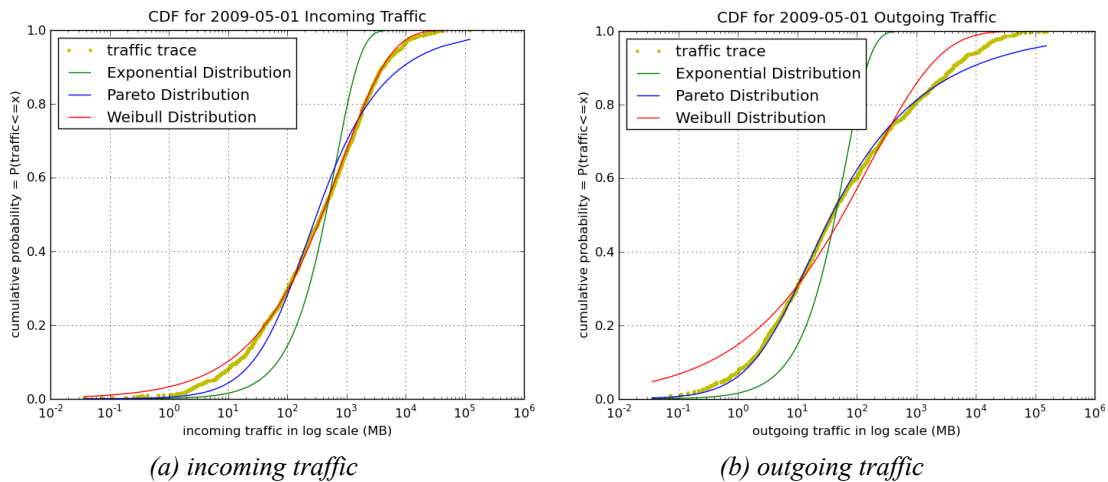 CDF for 2009-05-01 Incoming Traffic
cumulative probability = P(traffic<=x)
1.0
0.8
0.6
0.4
0.2
0.0
traffic trace
Exponential Distribution
Pareto Distribution
Weibull Distribution
10^-2 10^-1 10^0 10^1 10^2 10^3 10^4 10^5 10^6
incoming traffic in log scale (MB)
(a) incoming traffic
CDF for 2009-05-01 Outgoing Traffic
cumulative probability = P(traffic<=x)
1.0
0.8
0.6
0.4
0.2
0.0
traffic trace
Exponential Distribution
Pareto Distribution
Weibull Distribution
10^-2 10^-1 10^0 10^1 10^2 10^3 10^4 10^5 10^6
outgoing traffic in log scale (MB)
(b) outgoing traffic